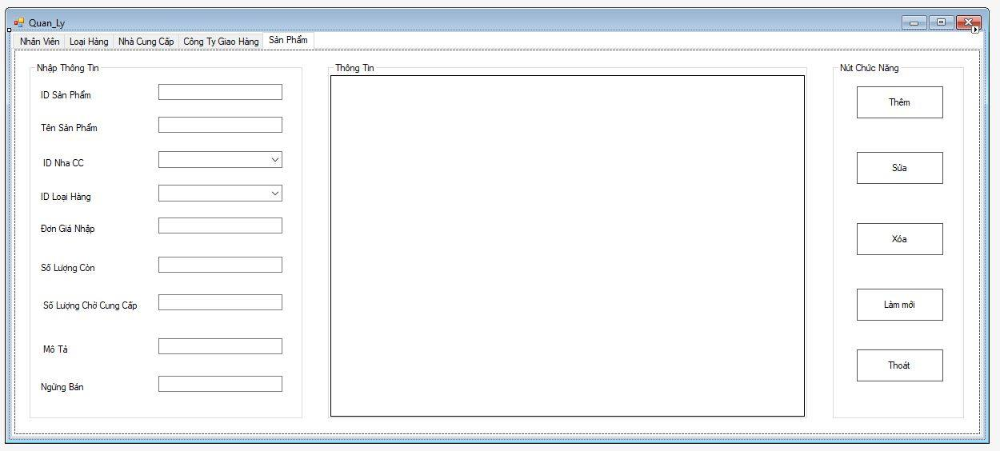 Quan_Ly
Nhân Viên Loại Hàng Nhà Cung Cấp Công Ty Giao Hàng Sản Phẩm
Nhập Thông Tin
ID Sản Phẩm
Tên Sản Phẩm
ID Nha CC
ID Loại Hàng
Đơn Giá Nhập
Số Lượng Còn
Số Lượng Chờ Cung Cấp
Mô Tả
Ngừng Bán
Thông Tin
Nút Chức Năng
Thêm
Sửa
Xóa
Làm mới
Thoát